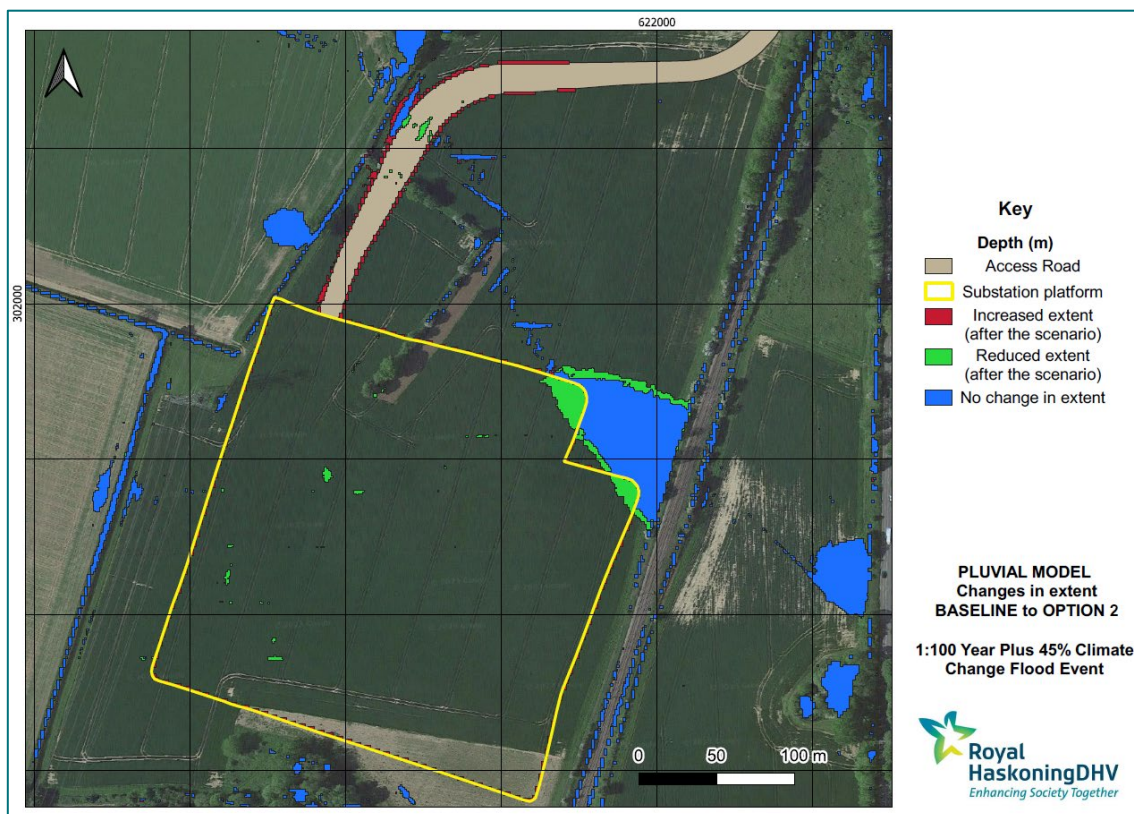 622000
302000
Key
Depth (m)
Access Road
Substation platform
Increased extent
(after the scenario)
Reduced extent
(after the scenario)
No change in extent
PLUVIAL MODEL
Changes in extent
BASELINE to OPTION 2
1:100 Year Plus 45% Climate
Change Flood Event
0 50 100 m
Royal
HaskoningDHV
Enhancing Society Together